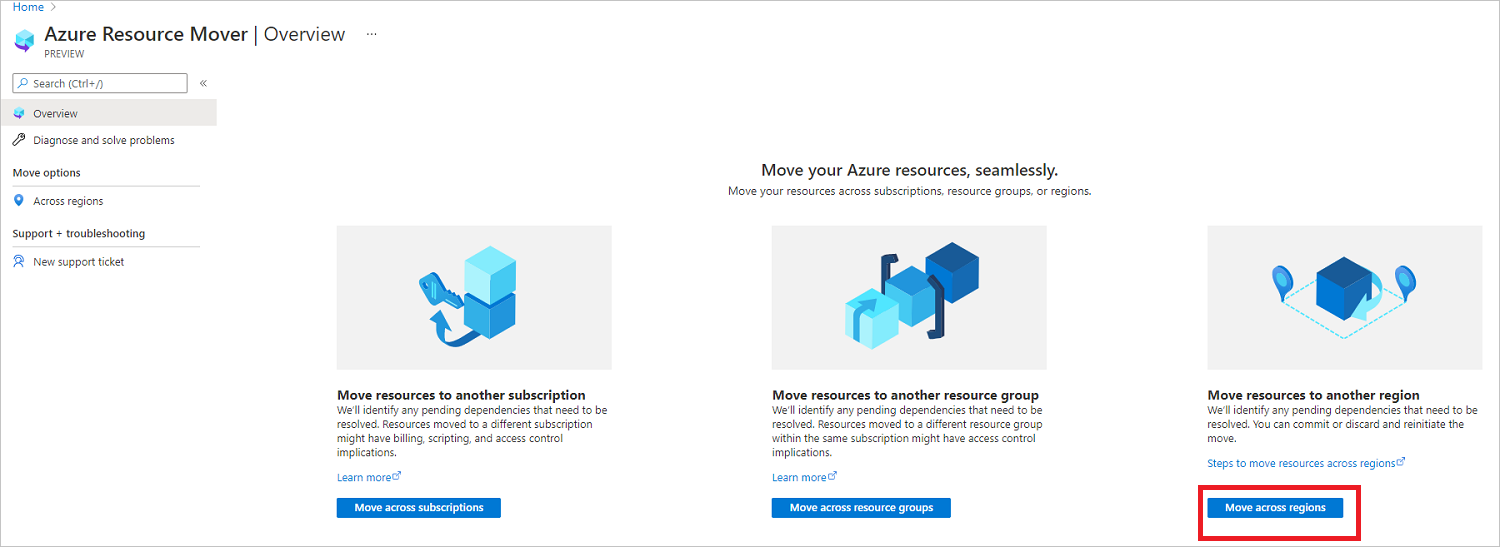 Home
Azure Resource Mover | Overview ...
PREVIEW
Search (Ctrl+/)
Overview
Diagnose and solve problems
Move options
Across regions
Support + troubleshooting
New support ticket
Move your Azure resources, seamlessly.
Move your resources across subscriptions, resource groups, or regions.
Move resources to another subscription
We'll identify any pending dependencies that need to be
resolved. Resources moved to a different subscription
might have billing, scripting, and access control
implications.
Learn more
Move across subscriptions
Move resources to another resource group
We'll identify any pending dependencies that need to be
resolved. Resources moved to a different resource group
within the same subscription might have access control
implications.
Learn more
Move across resource groups
Move resources to another region
We'll identify any pending dependencies that need to be
resolved. You can commit or discard and reinitiate the
move.
Steps to move resources across regions
Move across regions